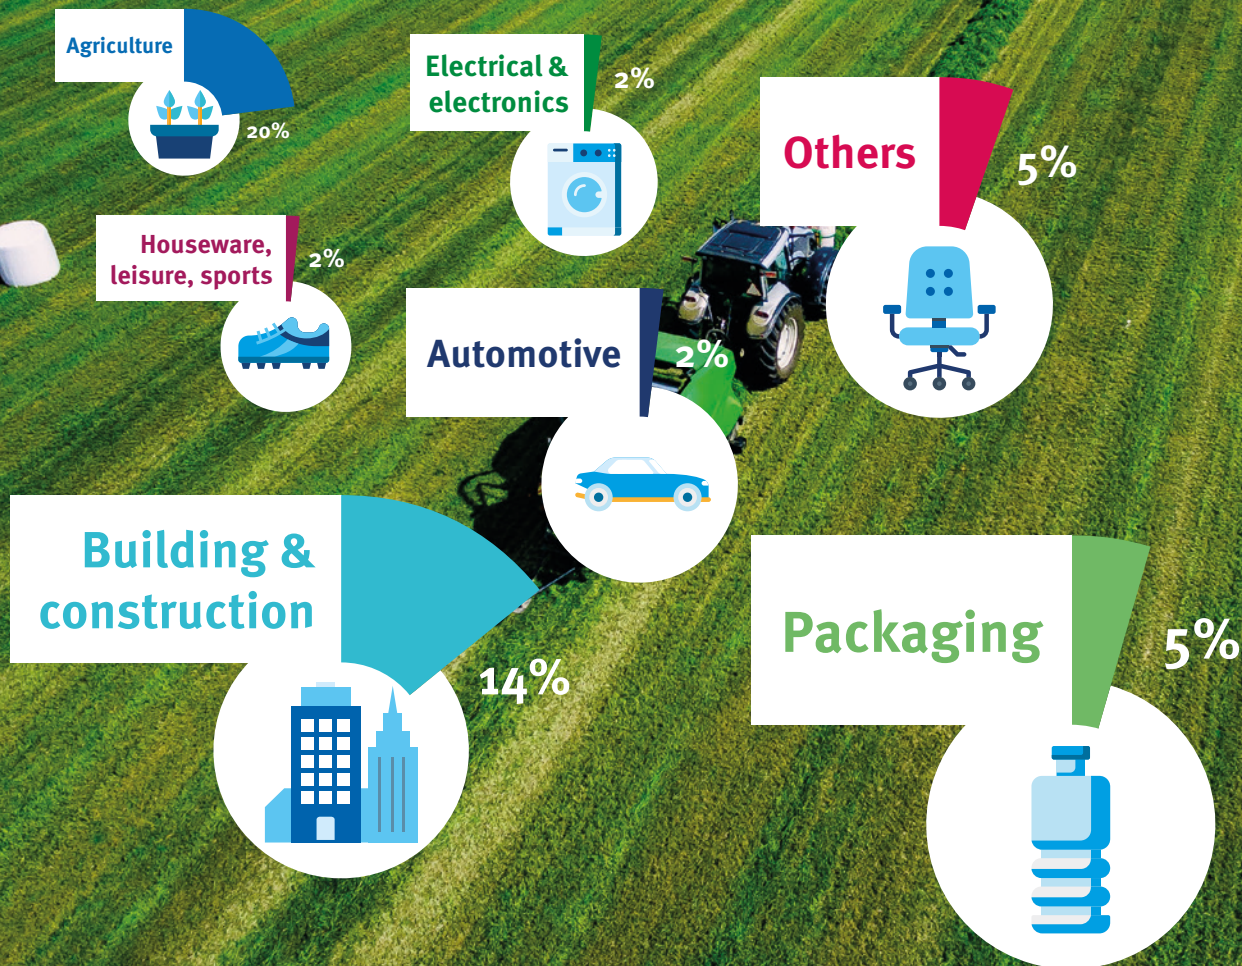 Agriculture
20%
Electrical &
electronics
2%
Others
5%
Houseware,
leisure, sports
2%
Automotive
2%
Building &
construction
14%
Packaging
5%